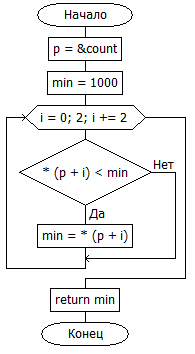 Начало
p = &count
min = 1000
i = 0; 2; i += 2
* (p + i) < min
Нет
Да
min = * (p + i)
return min
Конец